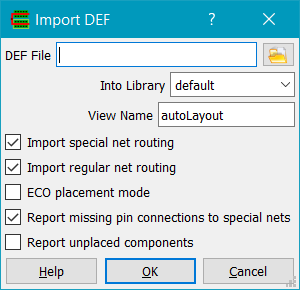 Import DEF
DEF File
Into Library default
View Name autoLayout
Import special net routing
Import regular net routing
ECO placement mode
Report missing pin connections to special nets
Report unplaced components
Help OK Cancel